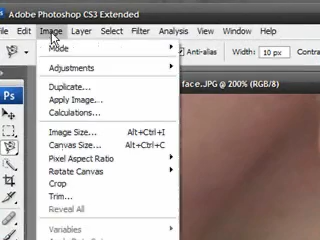 Adobe Photoshop CS3 Extended
File Edit Image Layer Select Filter Analysis View Window Help
Anti-alias Width: 10 px Contra
Mode
face.JPG @ 200% (RGB/8)
Adjustments
Duplicate...
Apply Image...
Calculations...
Image Size... Alt+Ctrl+I
Canvas Size... Alt+Ctrl+C
Pixel Aspect Ratio
Rotate Canvas
Crop
Trim...
Reveal All
Variables
Ps